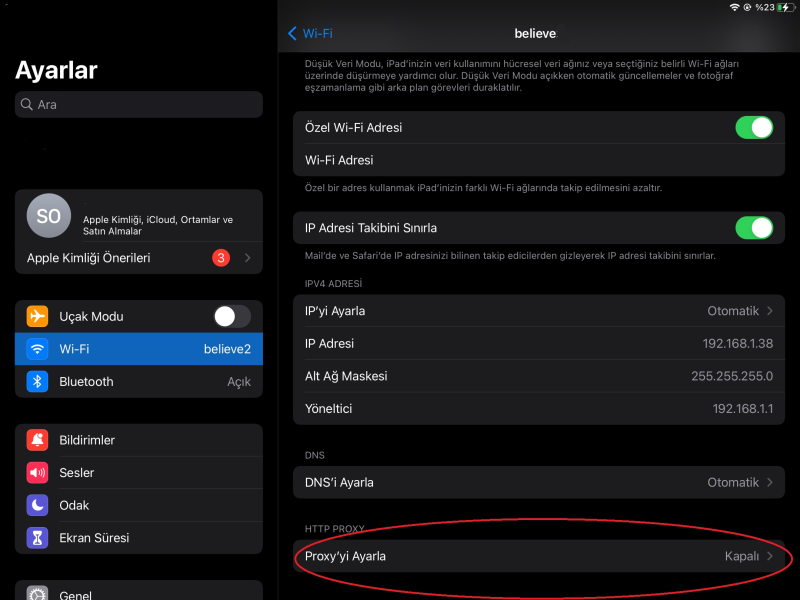 %23
Ayarlar
Ara
SO
Apple Kimliği, iCloud, Ortamlar ve
Satın Almalar
Apple Kimliği Önerileri
3
Uçak Modu
Wi-Fi
believe2
Bluetooth
Açık
Bildirimler
Sesler
Odak
Ekran Süresi
Genel
Wi-Fi
believe
Düşük Veri Modu, iPad'inizin veri kullanımını hücresel veri ağınız veya seçtiğiniz belirli Wi-Fi ağları
üzerinde düşürmeye yardımcı olur. Düşük Veri Modu açıkken otomatik güncellemeler ve fotoğraf
eşzamanlama gibi arka plan görevleri duraklatılır.
Özel Wi-Fi Adresi
Wi-Fi Adresi
Özel bir adres kullanmak iPad'inizin farklı Wi-Fi ağlarında takip edilmesini azaltır.
IP Adresi Takibini Sınırla
Mail'de ve Safari'de IP adresinizi bilinen takip edicilerden gizleyerek IP adresi takibini sınırlar.
IPV4 ADRESİ
IP'yi Ayarla
Otomatik
IP Adresi
192.168.1.38
Alt Ağ Maskesi
255.255.255.0
Yöneltici
192.168.1.1
DNS
DNS'i Ayarla
Otomatik
HTTP PROXY
Proxy'yi Ayarla
Kapalı